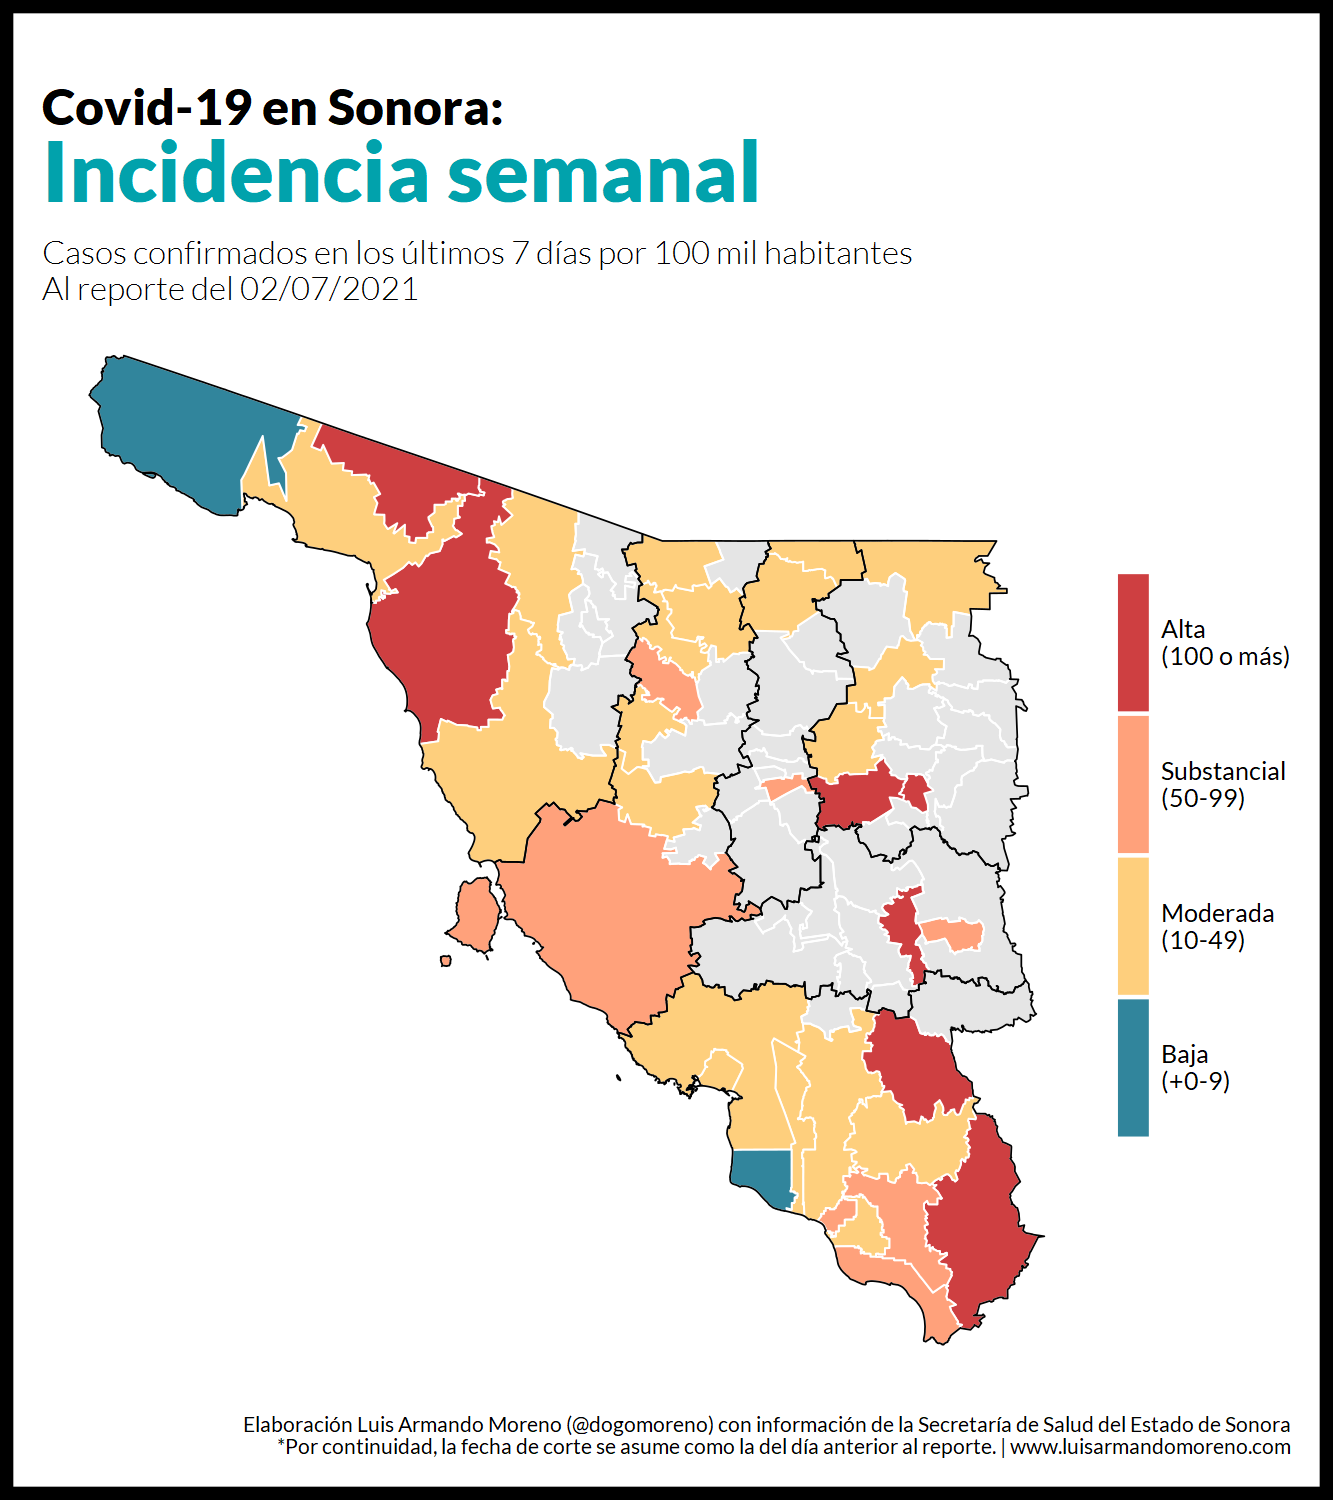 Covid-19 en Sonora:
Incidencia semanal
Casos confirmados en los últimos 7 días por 100 mil habitantes
Al reporte del 02/07/2021
Alta
(100 o más)
Substancial
(50-99)
Moderada
(10-49)
Baja
(+0-9)
Elaboración Luis Armando Moreno (@dogomoreno) con información de la Secretaría de Salud del Estado de Sonora
*Por continuidad, la fecha de corte se asume como la del día anterior al reporte. | www.luisarmandomoreno.com